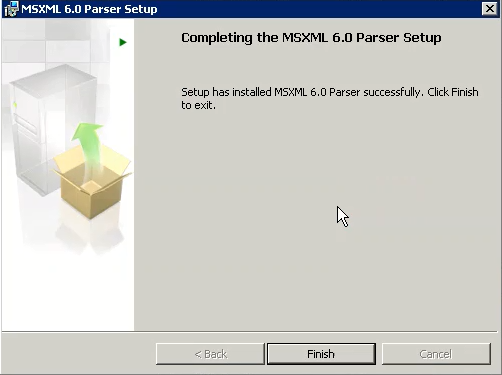 MSXML 6.0 Parser Setup
Completing the MSXML 6.0 Parser Setup
Setup has installed MSXML 6.0 Parser successfully. Click Finish
to exit.
< Back
Finish
Cancel